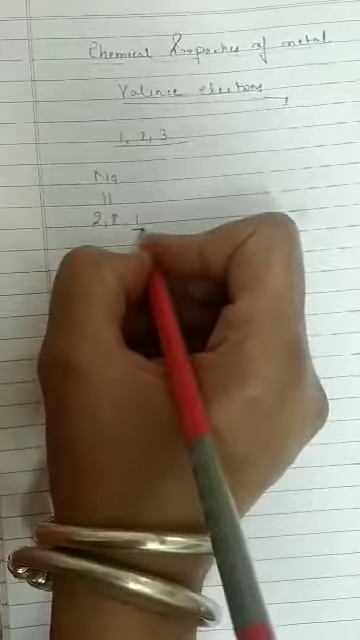 Chemical Properties of metal
Valence electrons
1, 2, 3
Na
11
2, 8, 1